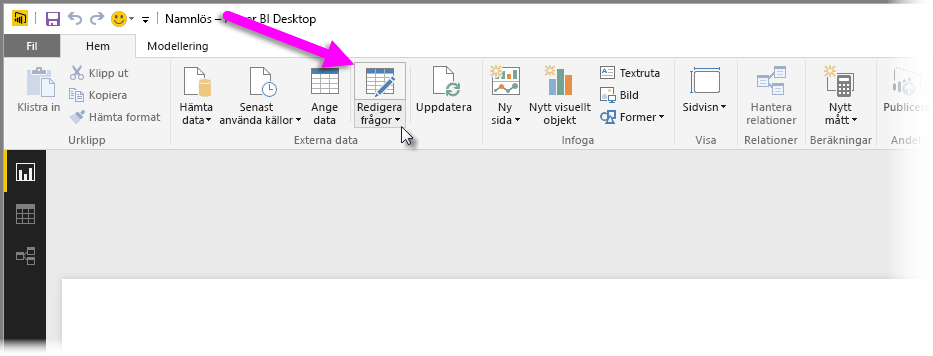 Namnlös – er BI Desktop
Fil Hem Modellering
Klistra in
Klipp ut
Kopiera
Hämta format
Urklipp
Hämta
data
Senast
använda källor
Ange
data
Redigera
frågor
Uppdatera
Externa data
Ny
sida
Nytt visuellt
objekt
Textruta
Bild
Former
Infoga
Sidvisn
Visa
Hantera
relationer
Relationer
Nytt
mått
Beräkningar
Publicera
Andel